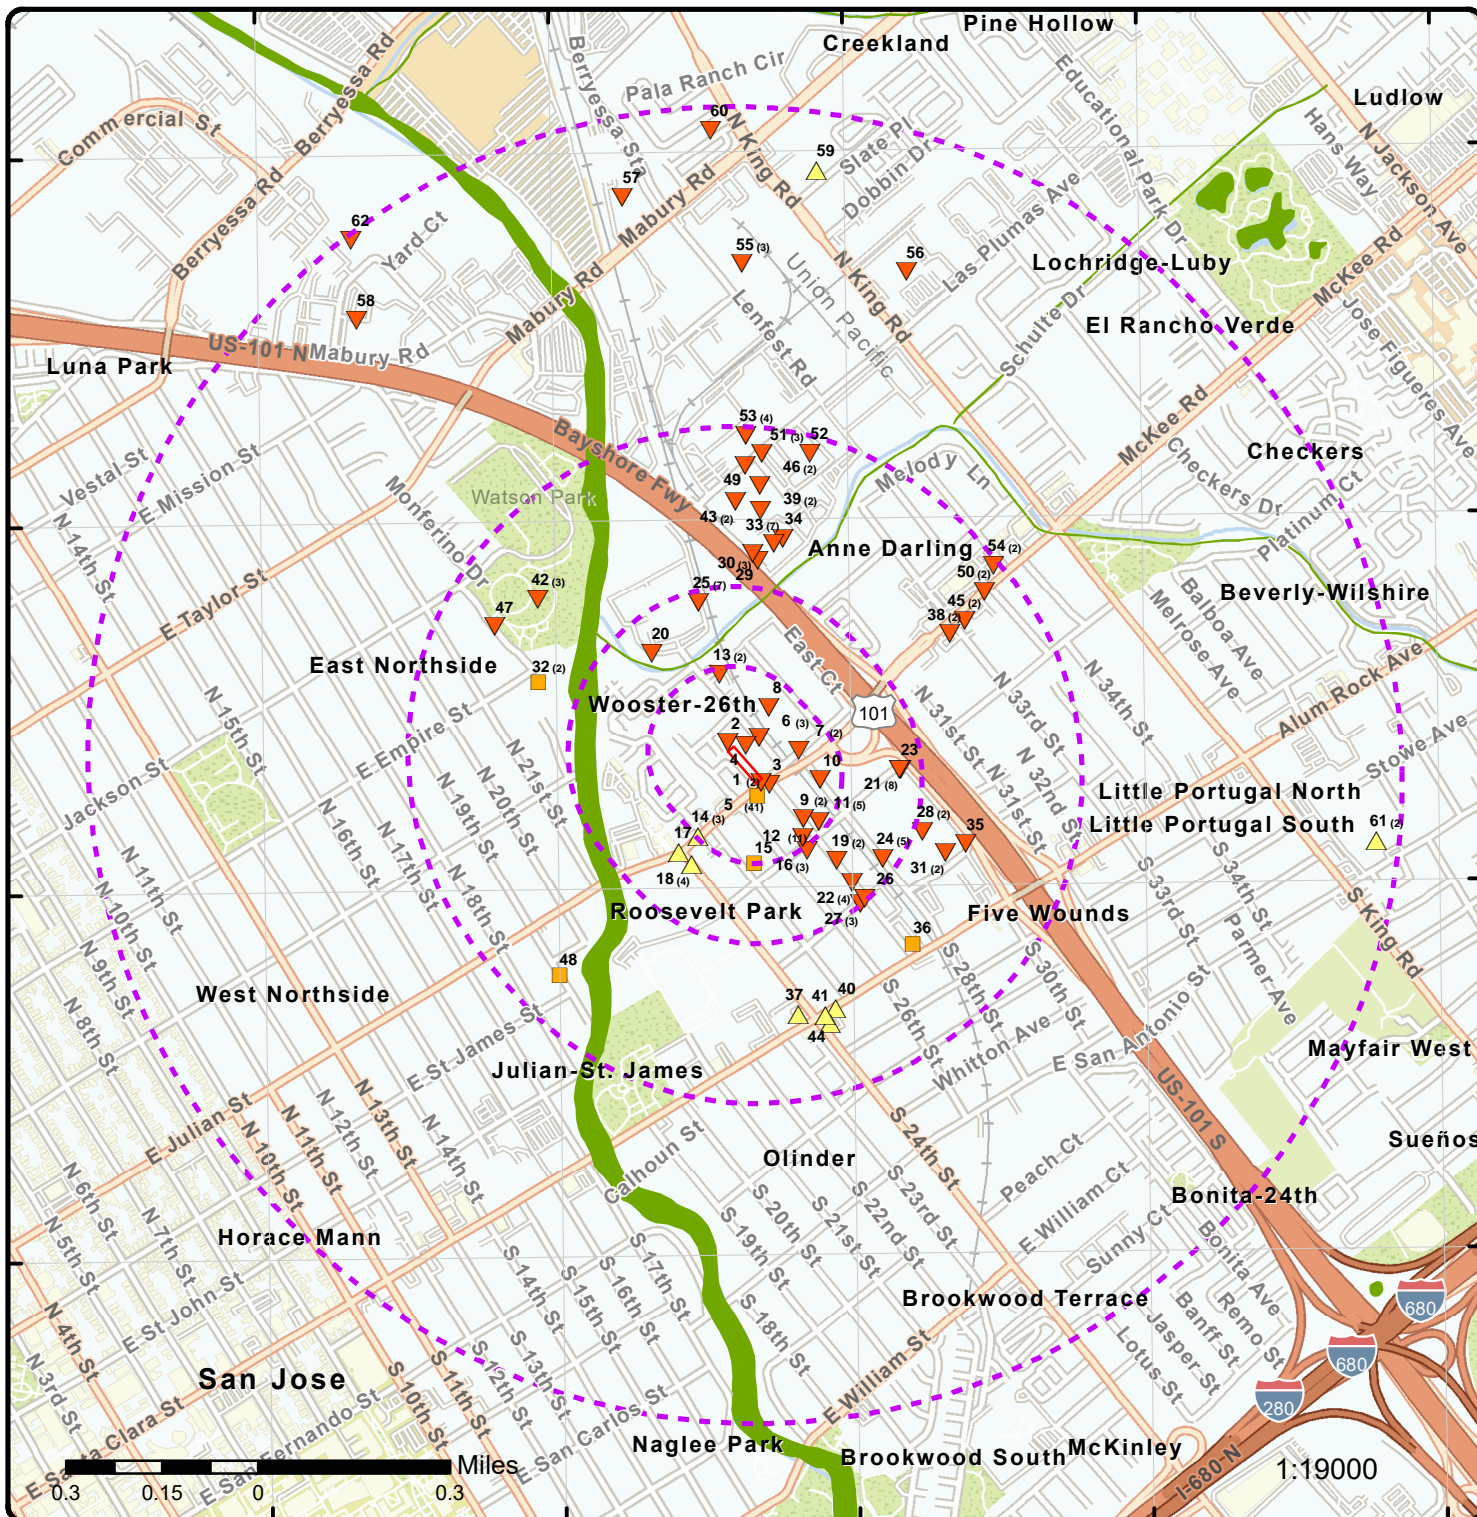 Pine Hollow
Creekland
Berryessa Rd
Berryessa Sta
Pala Ranch Cir
Educational Park Dr
Ludlow
Commercial St
60
N King Rd
Slate Pl
59
Dobbin Dr
Hans Way
N Jackson Ave
Berryessa Rd
57
Mabury Rd
Las Plumas Ave
62
Yard Ct
55 (3)
56
Lochridge-Luby
McKee Rd
Union Pacific
N King Rd
58
Mabury Rd
Lenfest Rd
Schulte Dr
El Rancho Verde
Jose Figueres Ave
US-101 N
Mabury Rd
Luna Park
McKee Rd
53 (4)
51 (3)
52
Bayshore Fwy
Vestal St
E Mission St
46 (2)
Melody Ln
Checkers
Checkers Dr
Platinum Ct
49
Watson Park
Monferino Dr
39 (2)
N 14th St
43 (2)
33 (7)
34
Anne Darling
54 (2)
30 (3)
29
50 (2)
E Taylor St
42 (3)
25 (7)
Balboa Ave
Melrose Ave
Beverly-Wilshire
47
45 (2)
38 (2)
20
East Ct
East Northside
32 (2)
13 (2)
N 34th St
N 33rd St
Alum Rock Ave
N 15th St
Wooster-26th
8
N 31st St
101
E Empire St
2
6 (3)
7 (2)
N 32nd St
Stowe Ave
Jackson St
N 21st St
4
3
10
23
1 (2)
21 (8)
N 31st St
Little Portugal North
N 20th St
5
(41)
9 (2)
11 (5)
N 19th St
N 16th St
14 (3)
28 (2)
35
Little Portugal South
61 (2)
17
12 (11)
19 (2)
24 (5)
N 17th St
15
16 (3)
31 (2)
N 11th St
18 (4)
S 33rd St
S 34th St
N 18th St
26
22 (4)
N 10th St
Roosevelt Park
27 (3)
Five Wounds
S King Rd
36
Parmer Ave
N 9th St
48
S 28th St
S 30th St
West Northside
37
41
40
S 26th St
E San Antonio St
N 8th St
44
Whitton Ave
E St James St
Mayfair West
Julian-St. James
US-101 S
E Julian St
N 13th St
N 12th St
N 11th St
N 10th St
S 24th St
Sueños
N 14th St
Calhoun St
Olinder
Peach Ct
N 6th St
S 23rd St
E William Ct
Bonita-24th
S 20th St
S 22nd St
S 21st St
Sunny Ct
N 7th St
S 19th St
Bonita Ave
Horace Mann
N 5th St
S 17th St
S 14th St
S 16th St
E St John St
Brookwood Terrace
Remo St
680
N 4th St
S 15th St
S 18th St
Banff St
Jasper St
Lotus St
N 3rd St
S 13th St
E William St
680
San Jose
S 10th St
S 11th St
S 12th St
280
E Santa Clara St
E San Fernando St
E San Carlos St
Naglee Park
Brookwood South
McKinley
Miles
I-680-N
1:19000
0.3
0.15
0
0.3